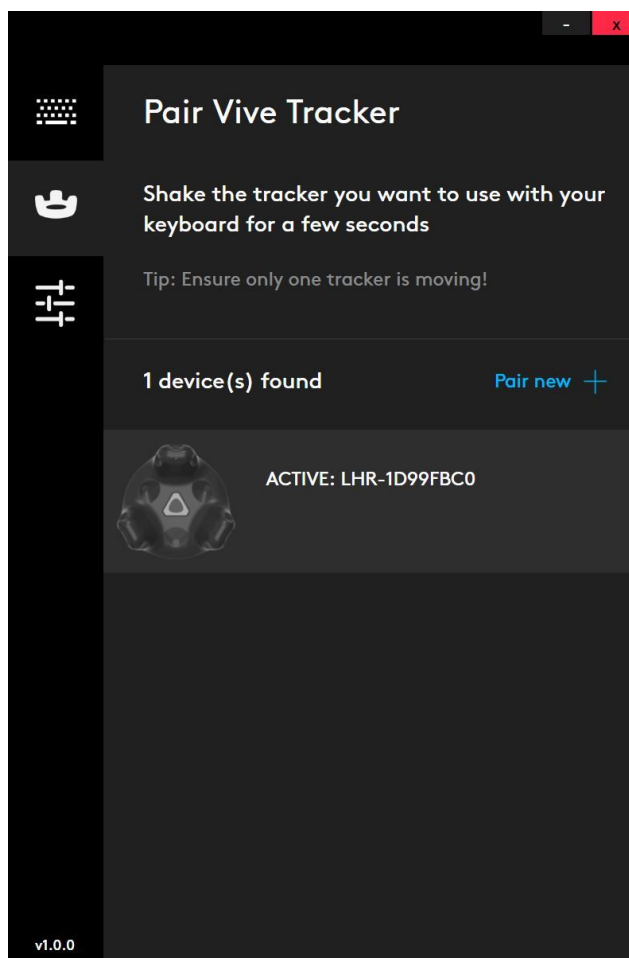 - x
Pair Vive Tracker
Shake the tracker you want to use with your
keyboard for a few seconds
Tip: Ensure only one tracker is moving!
1 device(s) found
Pair new +
ACTIVE: LHR-1D99FBC0
v1.0.0